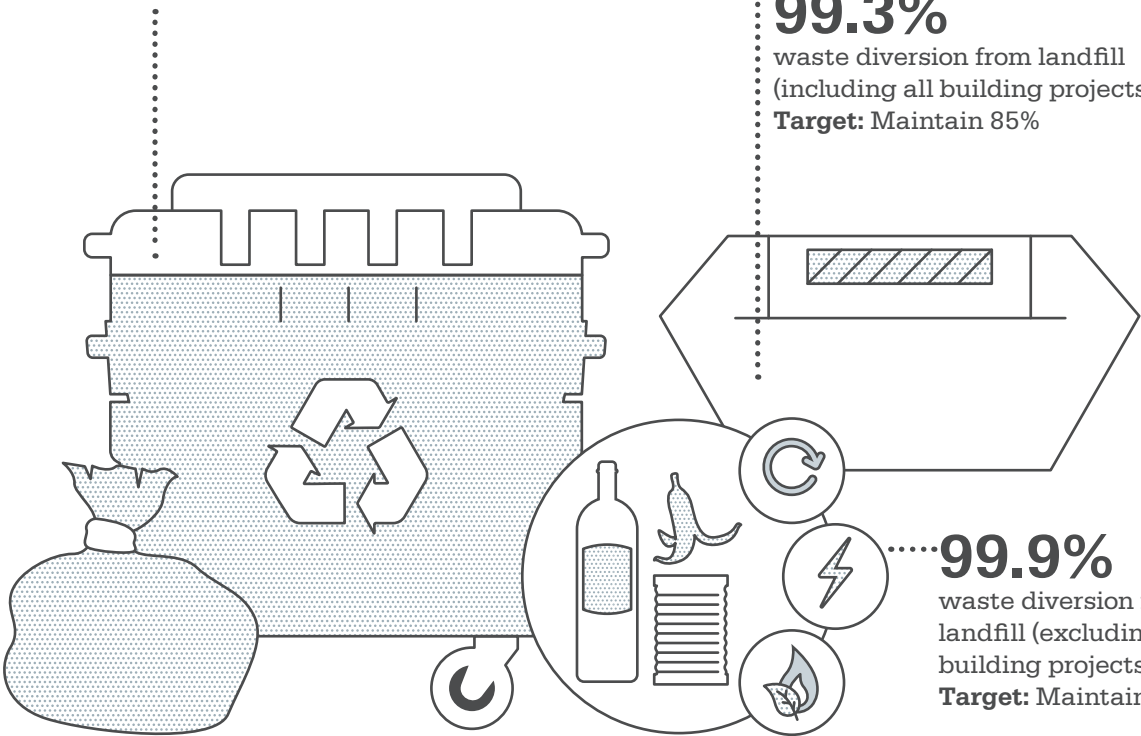 99.3%
waste diversion from landfill
(including all building projects
Target: Maintain 85%
99.9%
waste diversion
landfill (excludin
building projects
Target: Maintain